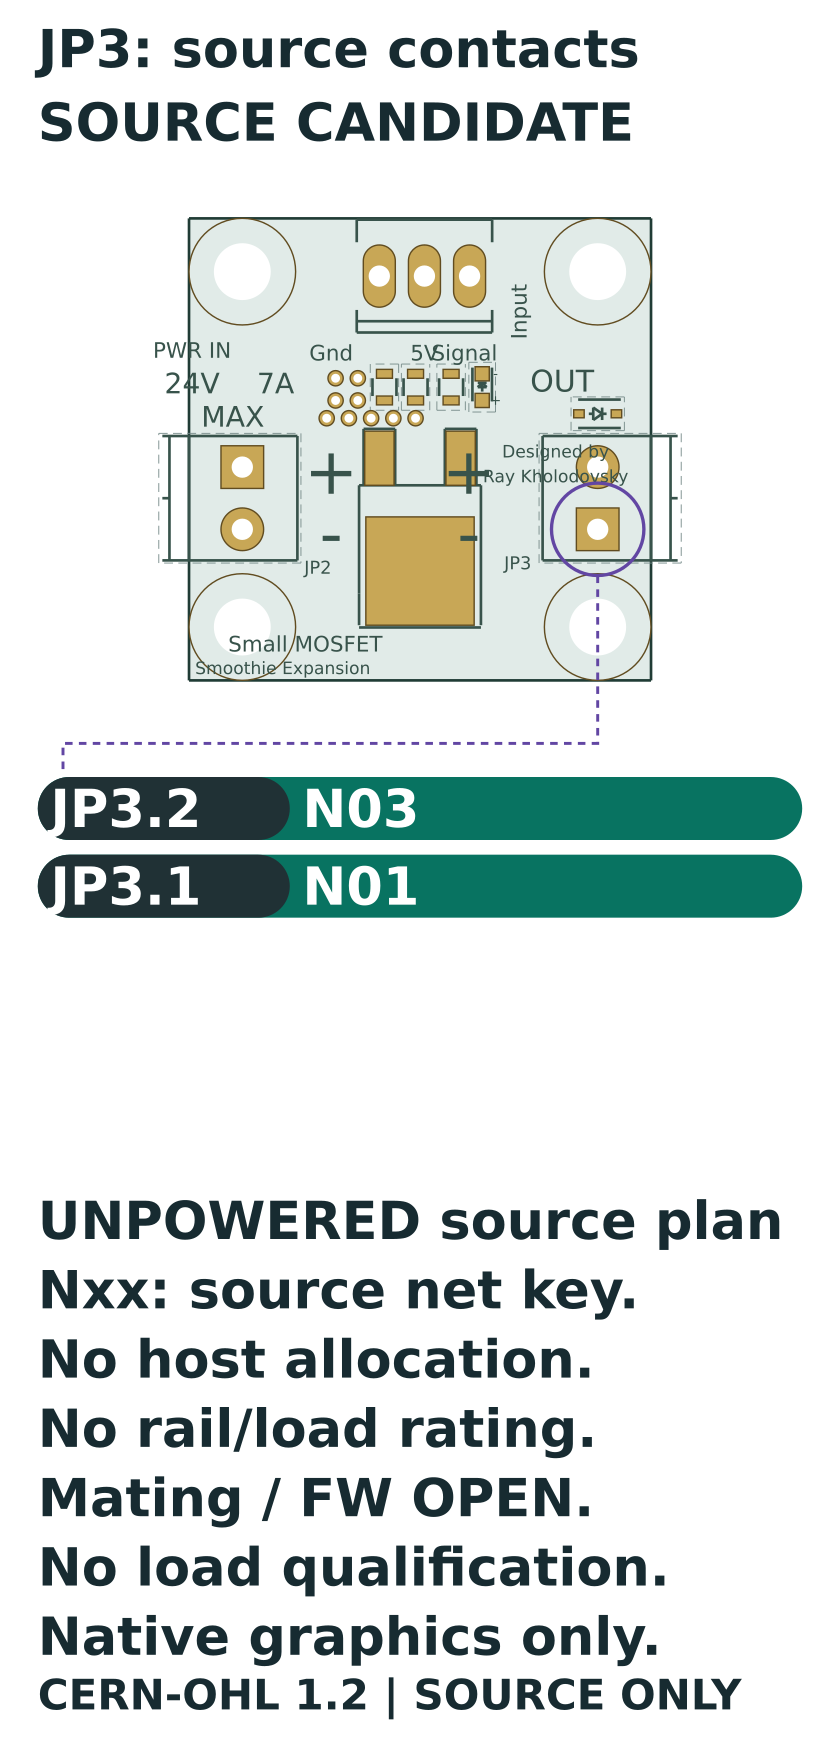 JP3: source contacts
SOURCE CANDIDATE
Input
PWR IN
Gnd
5V
Signal
24V
7A
MAX
OUT
-
+
Designed by
Ray Kholodovsky
+
+
-
-
JP2
JP3
Small MOSFET
Smoothie Expansion
JP3.2 N03
JP3.1 N01
UNPOWERED source plan
Nxx: source net key.
No host allocation.
No rail/load rating.
Mating / FW OPEN.
No load qualification.
Native graphics only.
CERN-OHL 1.2 | SOURCE ONLY